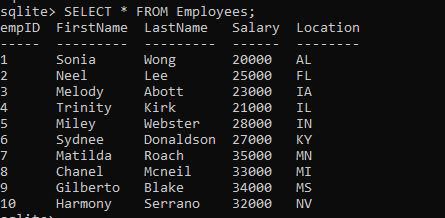 sqlite> SELECT * FROM Employees;
empID  FirstName  LastName   Salary  Location
-----  ---------  ---------  ------  --------
1      Sonia      Wong       20000   AL
2      Neel       Lee        25000   FL
3      Melody     Abott      23000   IA
4      Trinity    Kirk       21000   IL
5      Miley      Webster    28000   IN
6      Sydnee     Donaldson  27000   KY
7      Matilda    Roach      35000   MN
8      Chanel     Mcneil     33000   MI
9      Gilberto   Blake      34000   MS
10     Harmony    Serrano    32000   NV
sqlite>